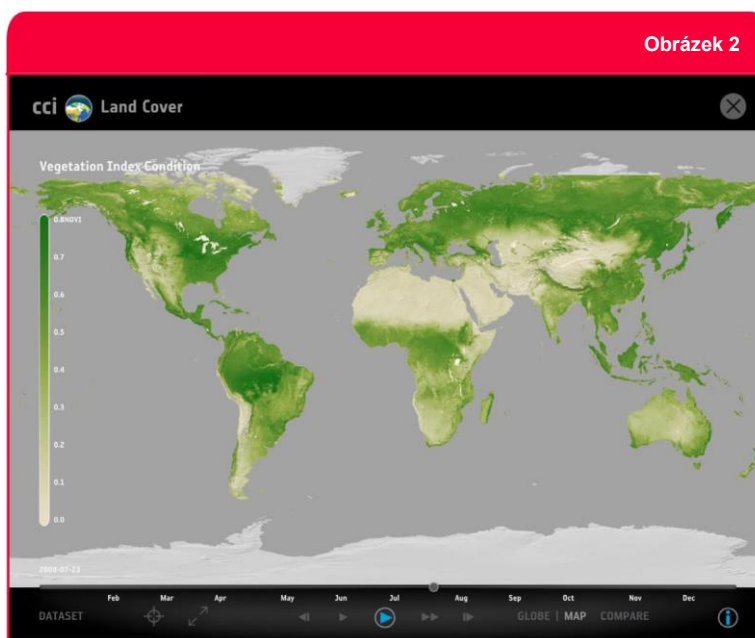 Obrázek 2
cci Land Cover
Vegetation Index Condition
0.8NDVI
0.7
0.6
0.5
0.4
0.3
0.2
0.1
0.0
2008-07-23
Feb Mar Apr May Jun Jul Aug Sep Oct Nov Dec
DATASET GLOBE | MAP COMPARE